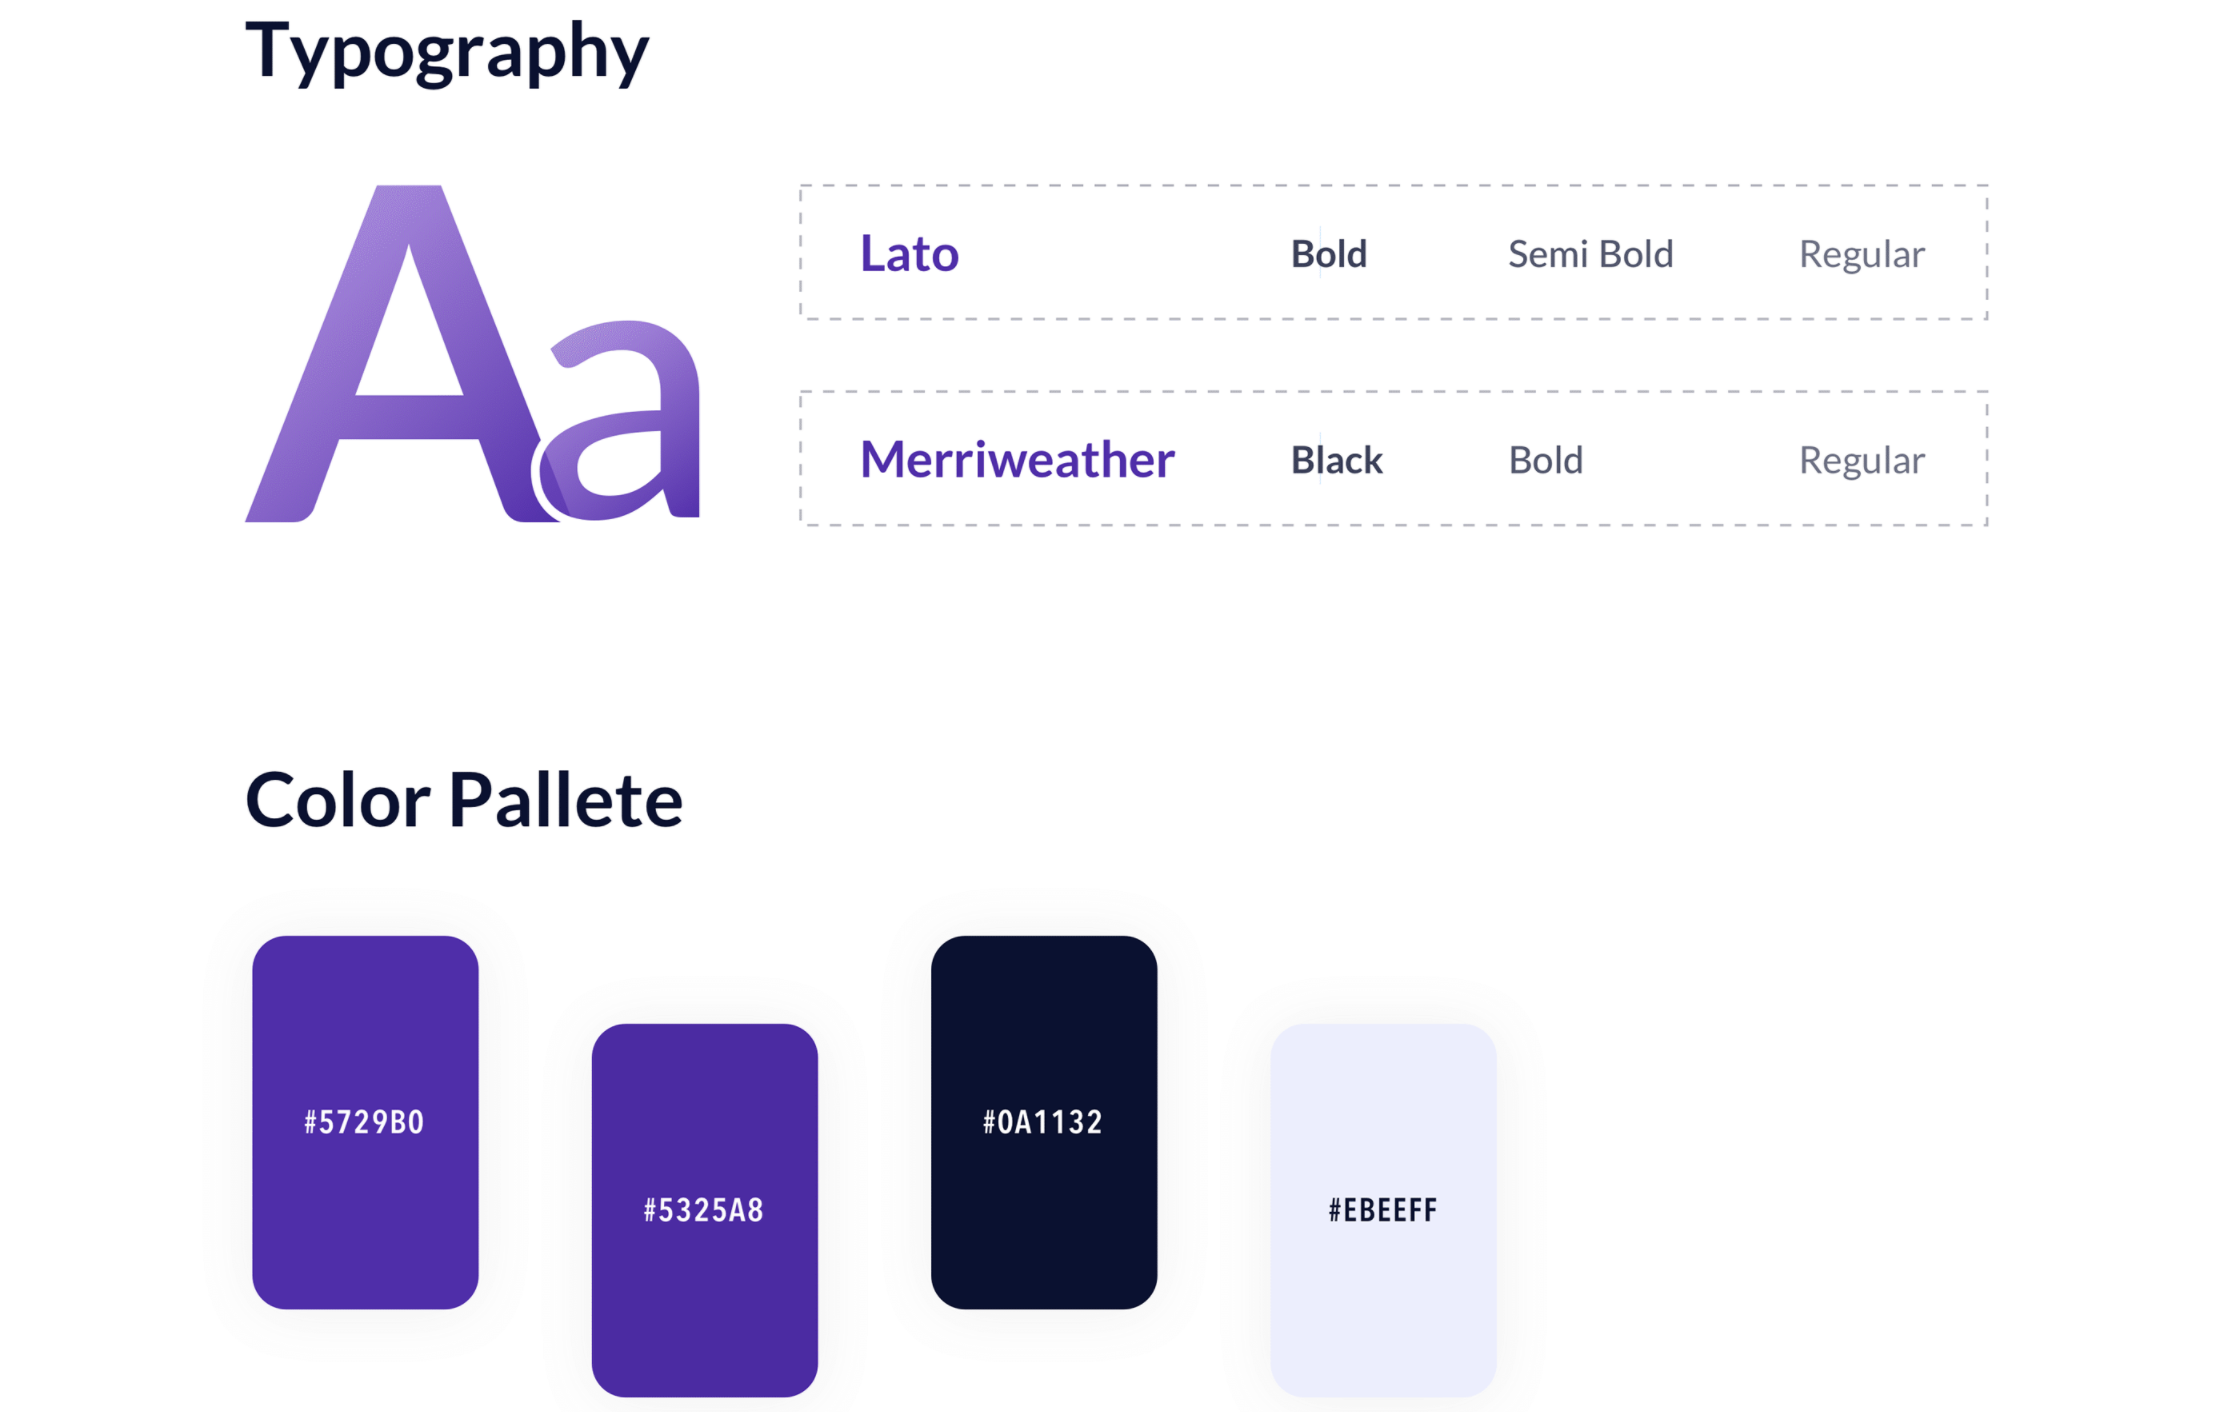 Typography
Aa
Lato Bold Semi Bold Regular
Merriweather Black Bold Regular
Color Pallete
#5729B0
#5325A8
#0A1132
#EBEEFF